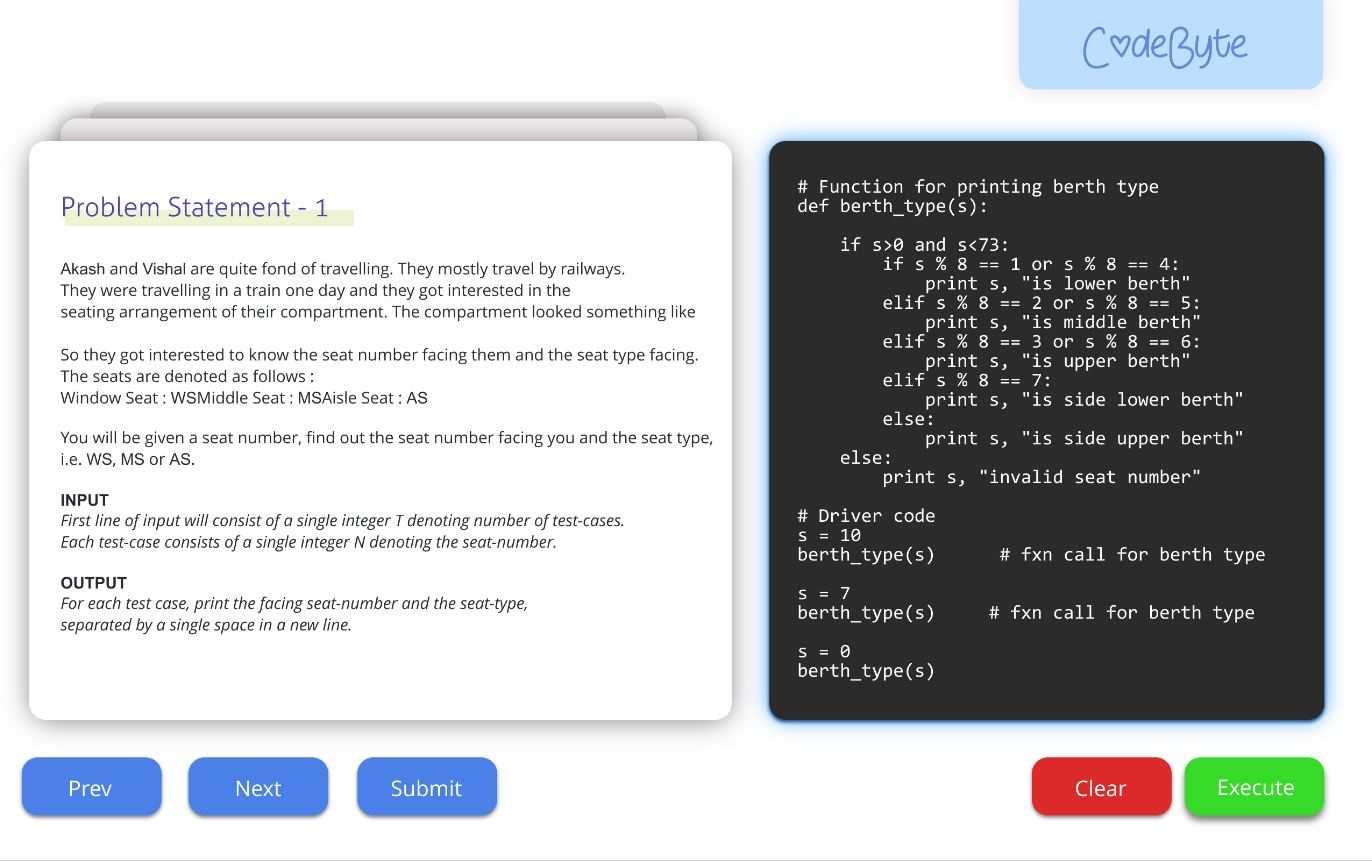 CodeByte
Problem Statement - 1
Akash and Vishal are quite fond of travelling. They mostly travel by railways.
They were travelling in a train one day and they got interested in the
seating arrangement of their compartment. The compartment looked something like
So they got interested to know the seat number facing them and the seat type facing.
The seats are denoted as follows :
Window Seat : WSMiddle Seat : MSAisle Seat : AS
You will be given a seat number, find out the seat number facing you and the seat type,
i.e. WS, MS or AS.
INPUT
First line of input will consist of a single integer T denoting number of test-cases.
Each test-case consists of a single integer N denoting the seat-number.
OUTPUT
For each test case, print the facing seat-number and the seat-type,
separated by a single space in a new line.
# Function for printing berth type
def berth_type(s):
    if s>0 and s<73:
        if s % 8 == 1 or s % 8 == 4:
            print s, "is lower berth"
        elif s % 8 == 2 or s % 8 == 5:
            print s, "is middle berth"
        elif s % 8 == 3 or s % 8 == 6:
            print s, "is upper berth"
        elif s % 8 == 7:
            print s, "is side lower berth"
        else:
            print s, "is side upper berth"
    else:
        print s, "invalid seat number"
# Driver code
s = 10
berth_type(s)      # fxn call for berth type
s = 7
berth_type(s)     # fxn call for berth type
s = 0
berth_type(s)
Prev
Next
Submit
Clear
Execute